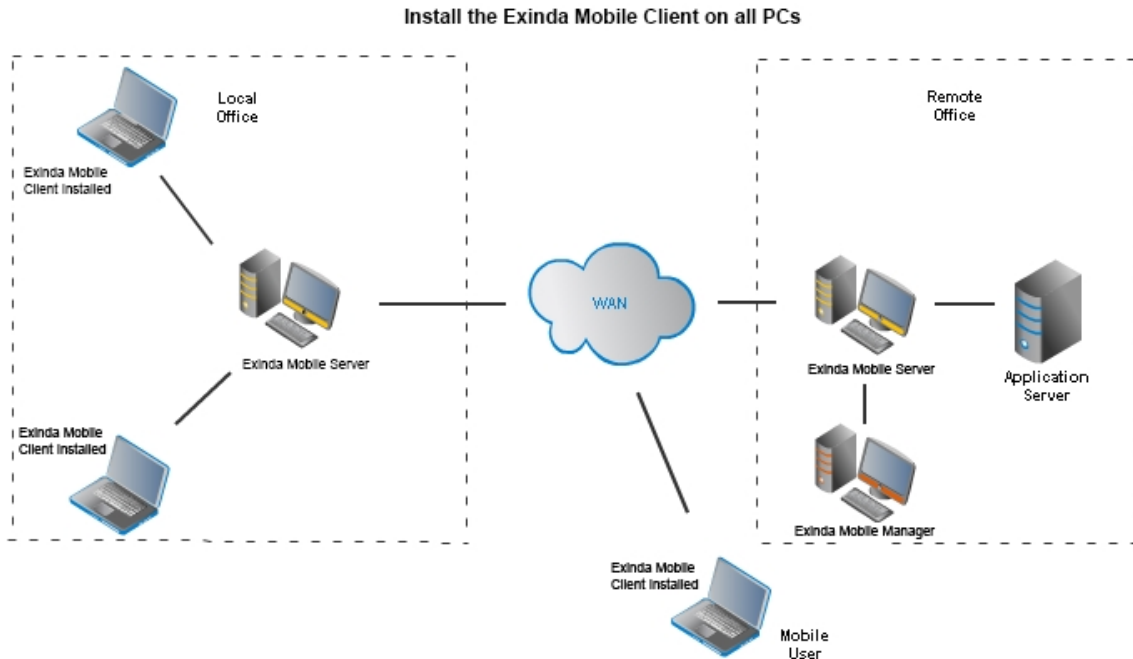 Install the Exinda Mobile Client on all PCs
Local
Office
Exinda Mobile
Client Installed
Exinda Mobile Server
Exinda Mobile
Client Installed
WAN
Remote
Office
Exinda Mobile Server
Application
Server
Exinda Mobile Manager
Exinda Mobile
Client Installed
Mobile
User